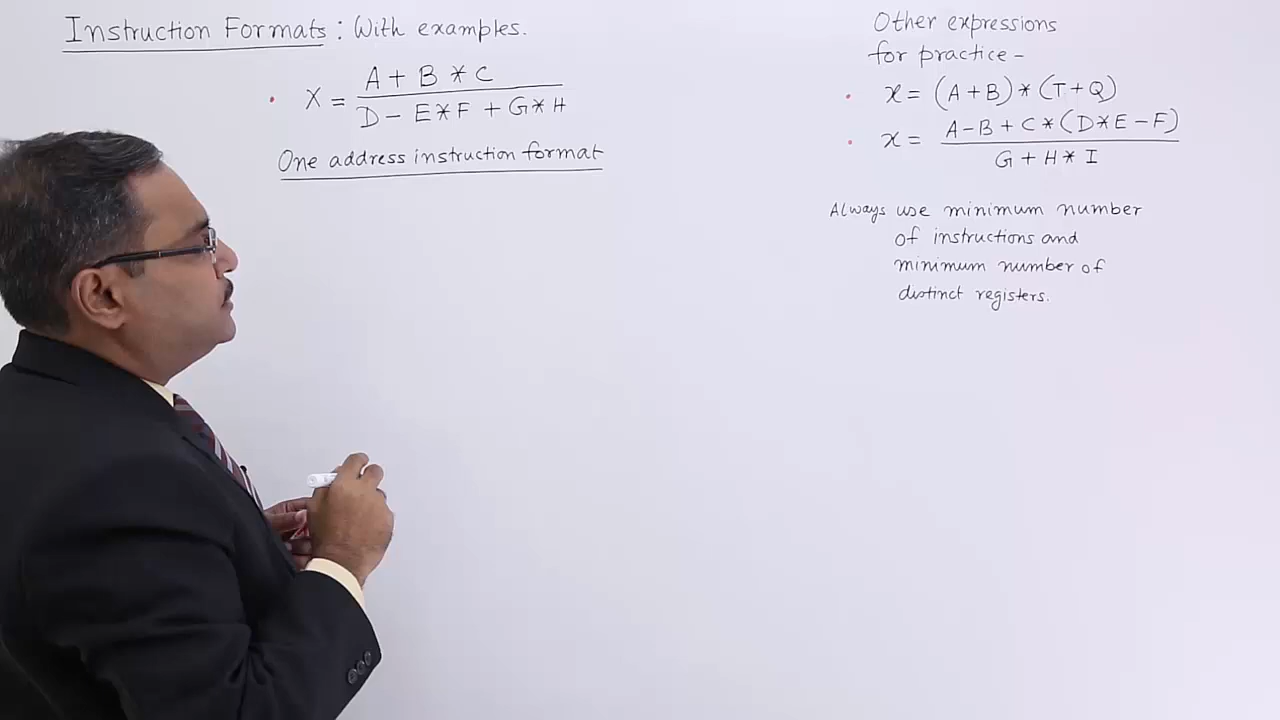 Instruction Formats: With examples.
• X = A + B * C
D - E * F + G * H
One address instruction format
Other expressions
for practice -
• x = (A + B) * (T + Q)
• x = A - B + C * (D * E - F)
G + H * I
Always use minimum number
of instructions and
minimum number of
distinct registers.